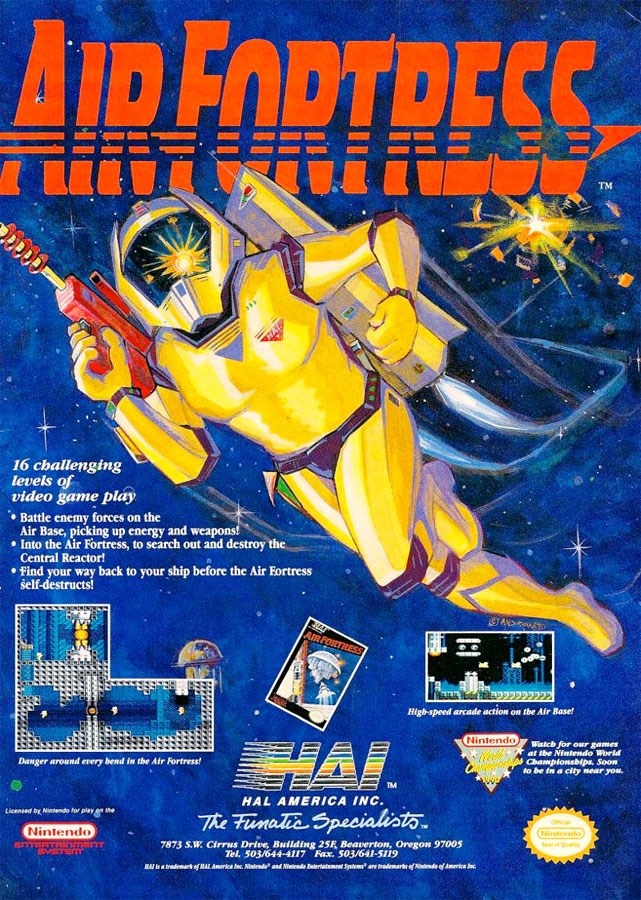 AIR FORTRESS
TM
HAL
16 challenging
levels of
video game play
• Battle enemy forces on the
Air Base, picking up energy and weapons!
• Into the Air Fortress, to search out and destroy the
Central Reactor!
• Find your way back to your ship before the Air Fortress
self-destructs!
HAL
AIR FORTRESS
Danger around every bend in the Air Fortress!
High-speed arcade action on the Air Base!
Nintendo
World
Championships
1990
Watch for our games
at the Nintendo World
Championships. Soon
to be in a city near you.
HAL TM
HAL AMERICA INC.
The Funatic Specialists TM
Licensed by Nintendo for play on the
Nintendo
ENTERTAINMENT
SYSTEM
Official
Nintendo
Seal of Quality
7873 S.W. Cirrus Drive, Building 25F, Beaverton, Oregon 97005
Tel. 503/644-4117 Fax. 503/641-5119
HAL is a trademark of HAL America Inc. Nintendo® and Nintendo Entertainment Systems® are trademarks of Nintendo of America Inc.